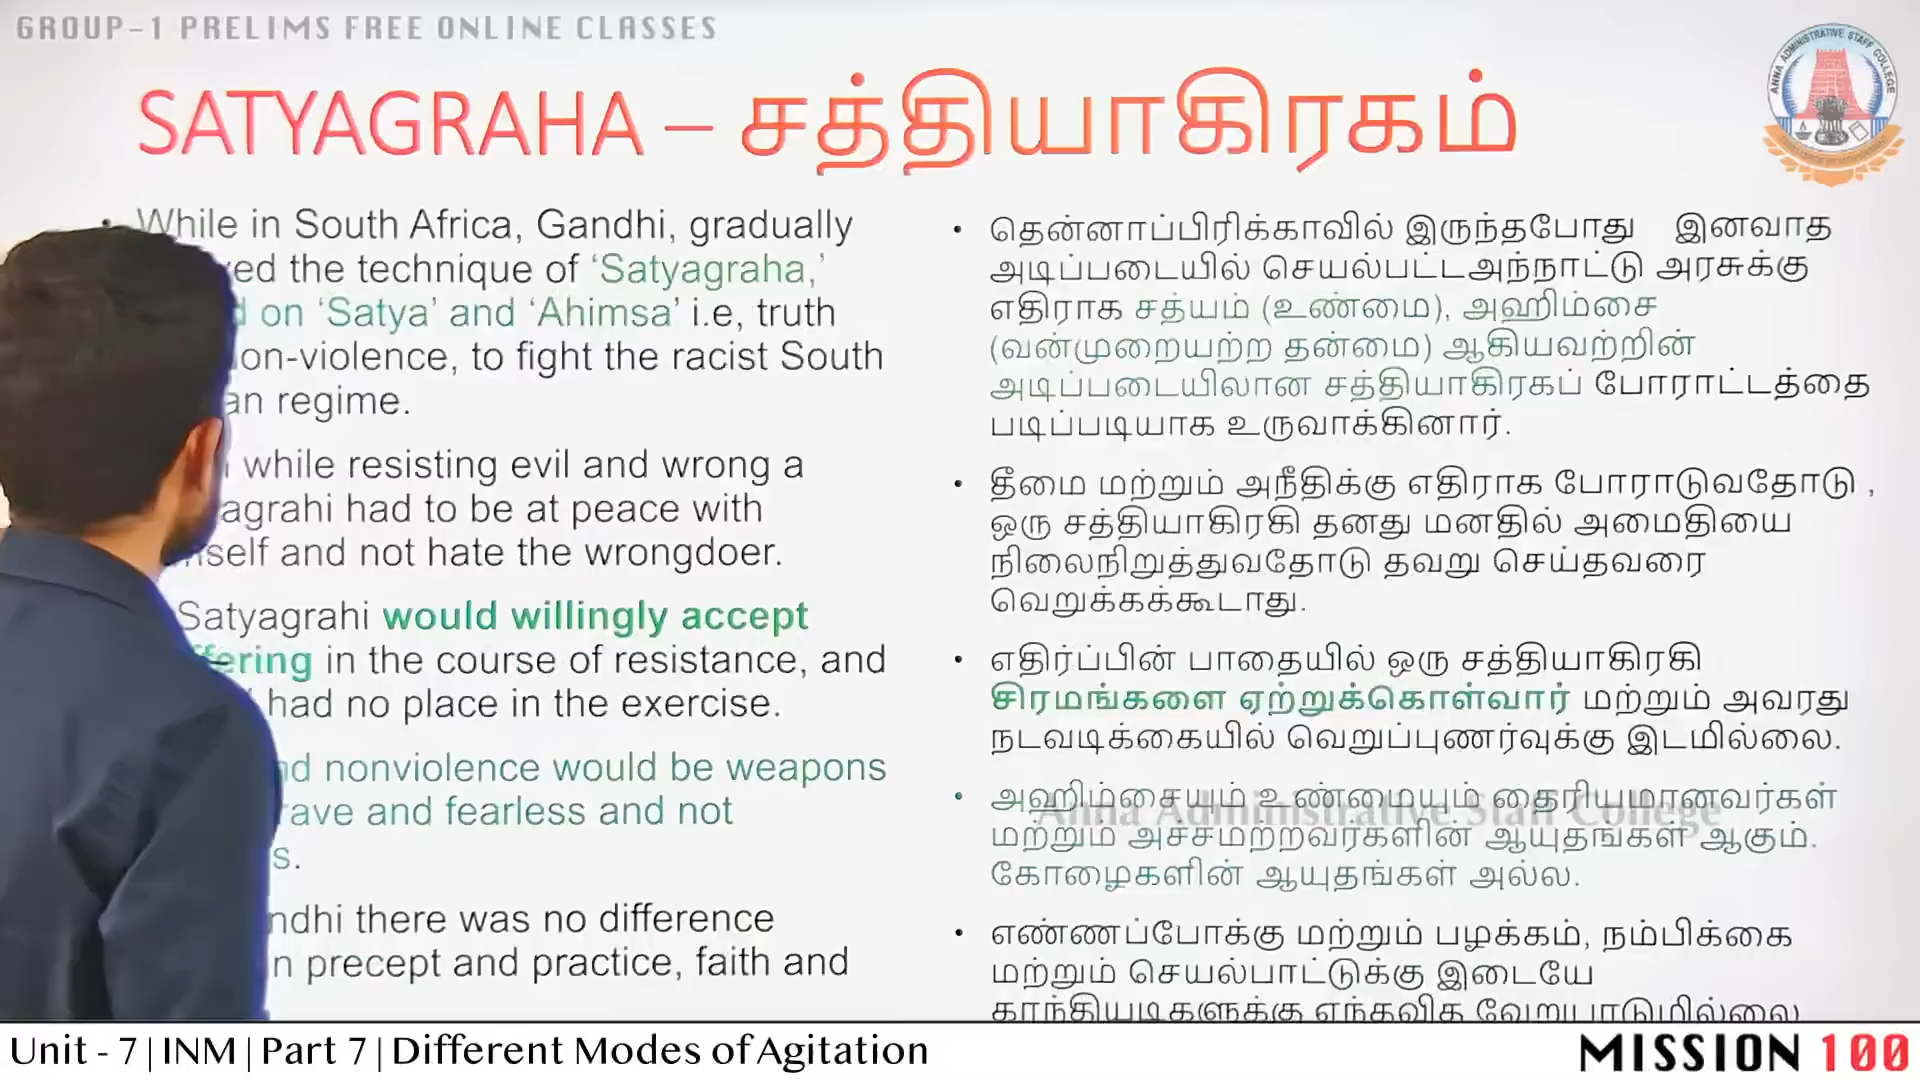 GROUP-1 PRELIMS FREE ONLINE CLASSES
ANNA ADMINISTRATIVE STAFF COLLEGE
SATYAGRAHA – சத்தியாகிரகம்
• While in South Africa, Gandhi, gradually
the technique of ‘Satyagraha,’
on ‘Satya’ and ‘Ahimsa’ i.e, truth
on-violence, to fight the racist South
an regime.
while resisting evil and wrong a
agrahi had to be at peace with
self and not hate the wrongdoer.
Satyagrahi would willingly accept
ering in the course of resistance, and
had no place in the exercise.
nd nonviolence would be weapons
rave and fearless and not
s.
ndhi there was no difference
n precept and practice, faith and
• தென்னாப்பிரிக்காவில் இருந்தபோது இனவாத
அடிப்படையில் செயல்பட்டஅந்நாட்டு அரசுக்கு
எதிராக சத்யம் (உண்மை), அஹிம்சை
(வன்முறையற்ற தன்மை) ஆகியவற்றின்
அடிப்படையிலான சத்தியாகிரகப் போராட்டத்தை
படிப்படியாக உருவாக்கினார்.
• தீமை மற்றும் அநீதிக்கு எதிராக போராடுவதோடு ,
ஒரு சத்தியாகிரகி தனது மனதில் அமைதியை
நிலைநிறுத்துவதோடு தவறு செய்தவரை
வெறுக்கக்கூடாது.
• எதிர்ப்பின் பாதையில் ஒரு சத்தியாகிரகி
சிரமங்களை ஏற்றுக்கொள்வார் மற்றும் அவரது
நடவடிக்கையில் வெறுப்புணர்வுக்கு இடமில்லை.
• அஹிம்சையும் உண்மையும் தைரியமானவர்கள்
Anna Administrative Staff College
மற்றும் அச்சமற்றவர்களின் ஆயுதங்கள் ஆகும்.
கோழைகளின் ஆயுதங்கள் அல்ல.
• எண்ணப்போக்கு மற்றும் பழக்கம், நம்பிக்கை
மற்றும் செயல்பாட்டுக்கு இடையே
காந்தியடிகளுக்கு எந்தவித வேறுபாடுமில்லை
Unit - 7 | INM | Part 7 | Different Modes of Agitation
MISSION 100